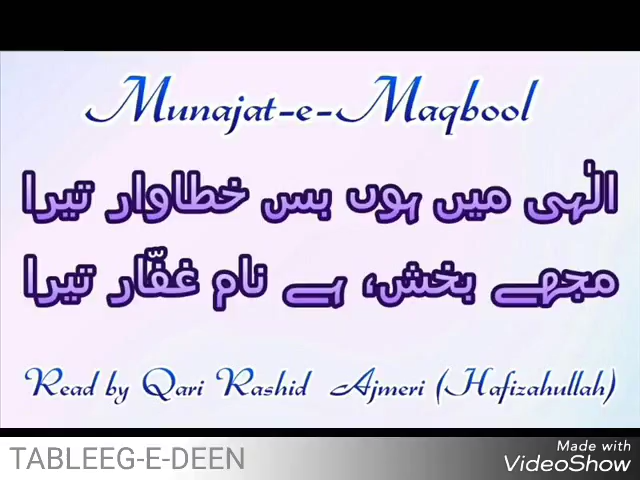 Munajat-e-Maqbool
الٰہی میں ہوں بس خطاوار تیرا
مجھے بخش، ہے نام غفّار تیرا
Read by Qari Rashid Ajmeri (Hafizahullah)
TABLEEG-E-DEEN
Made with
VideoShow